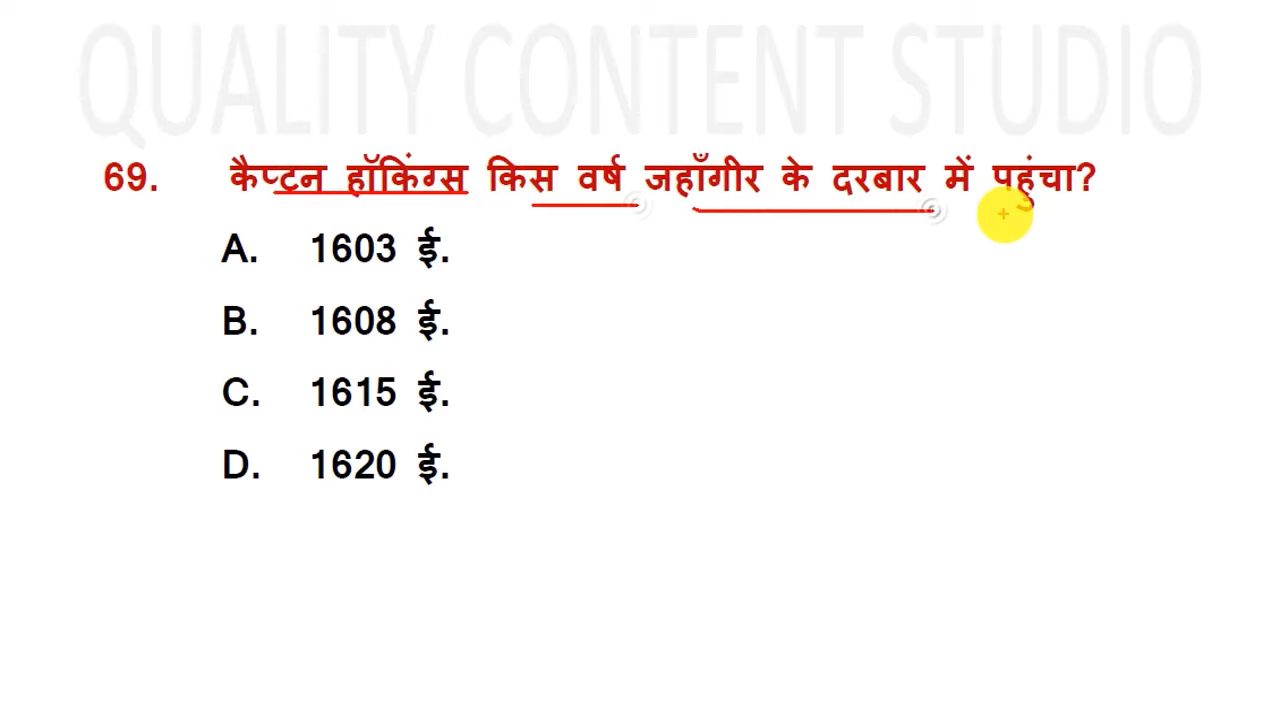 QUALITY CONTENT STUDIO
69. कैप्टन हॉकिंग्स किस वर्ष जहाँगीर के दरबार में पहुंचा?
A. 1603 ई.
B. 1608 ई.
C. 1615 ई.
D. 1620 ई.